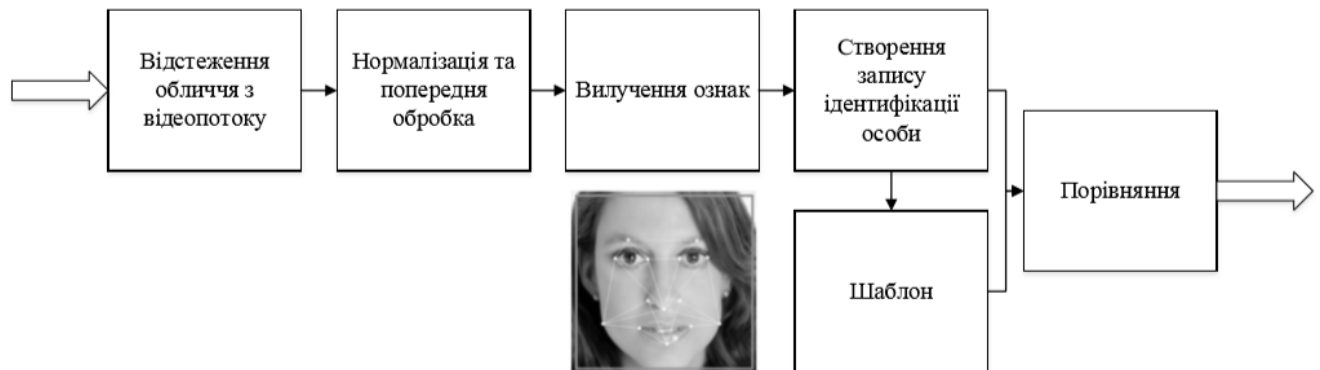 Відстеження
обличчя з
відеопотоку
Нормалізація та
попередня
обробка
Вилучення ознак
Створення
запису
ідентифікації
особи
Шаблон
Порівняння